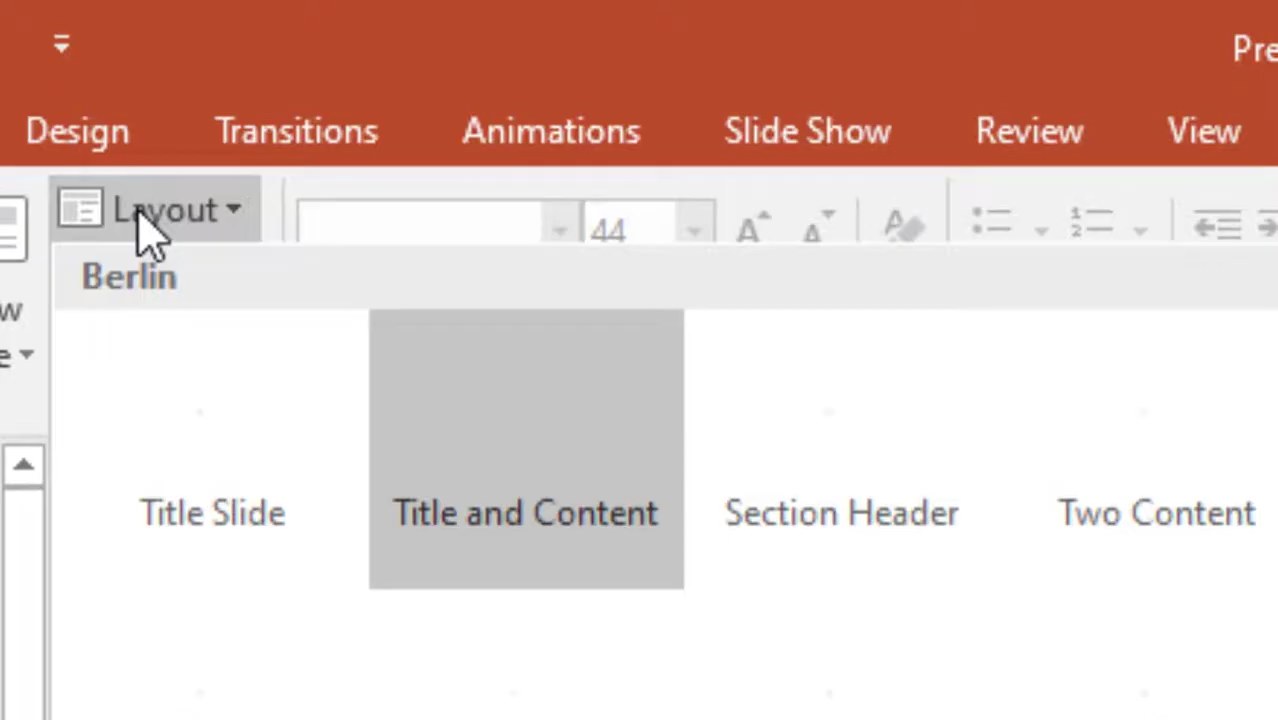 Pre
Design Transitions Animations Slide Show Review View
Layout 44
Berlin
w
e
Title Slide Title and Content Section Header Two Content